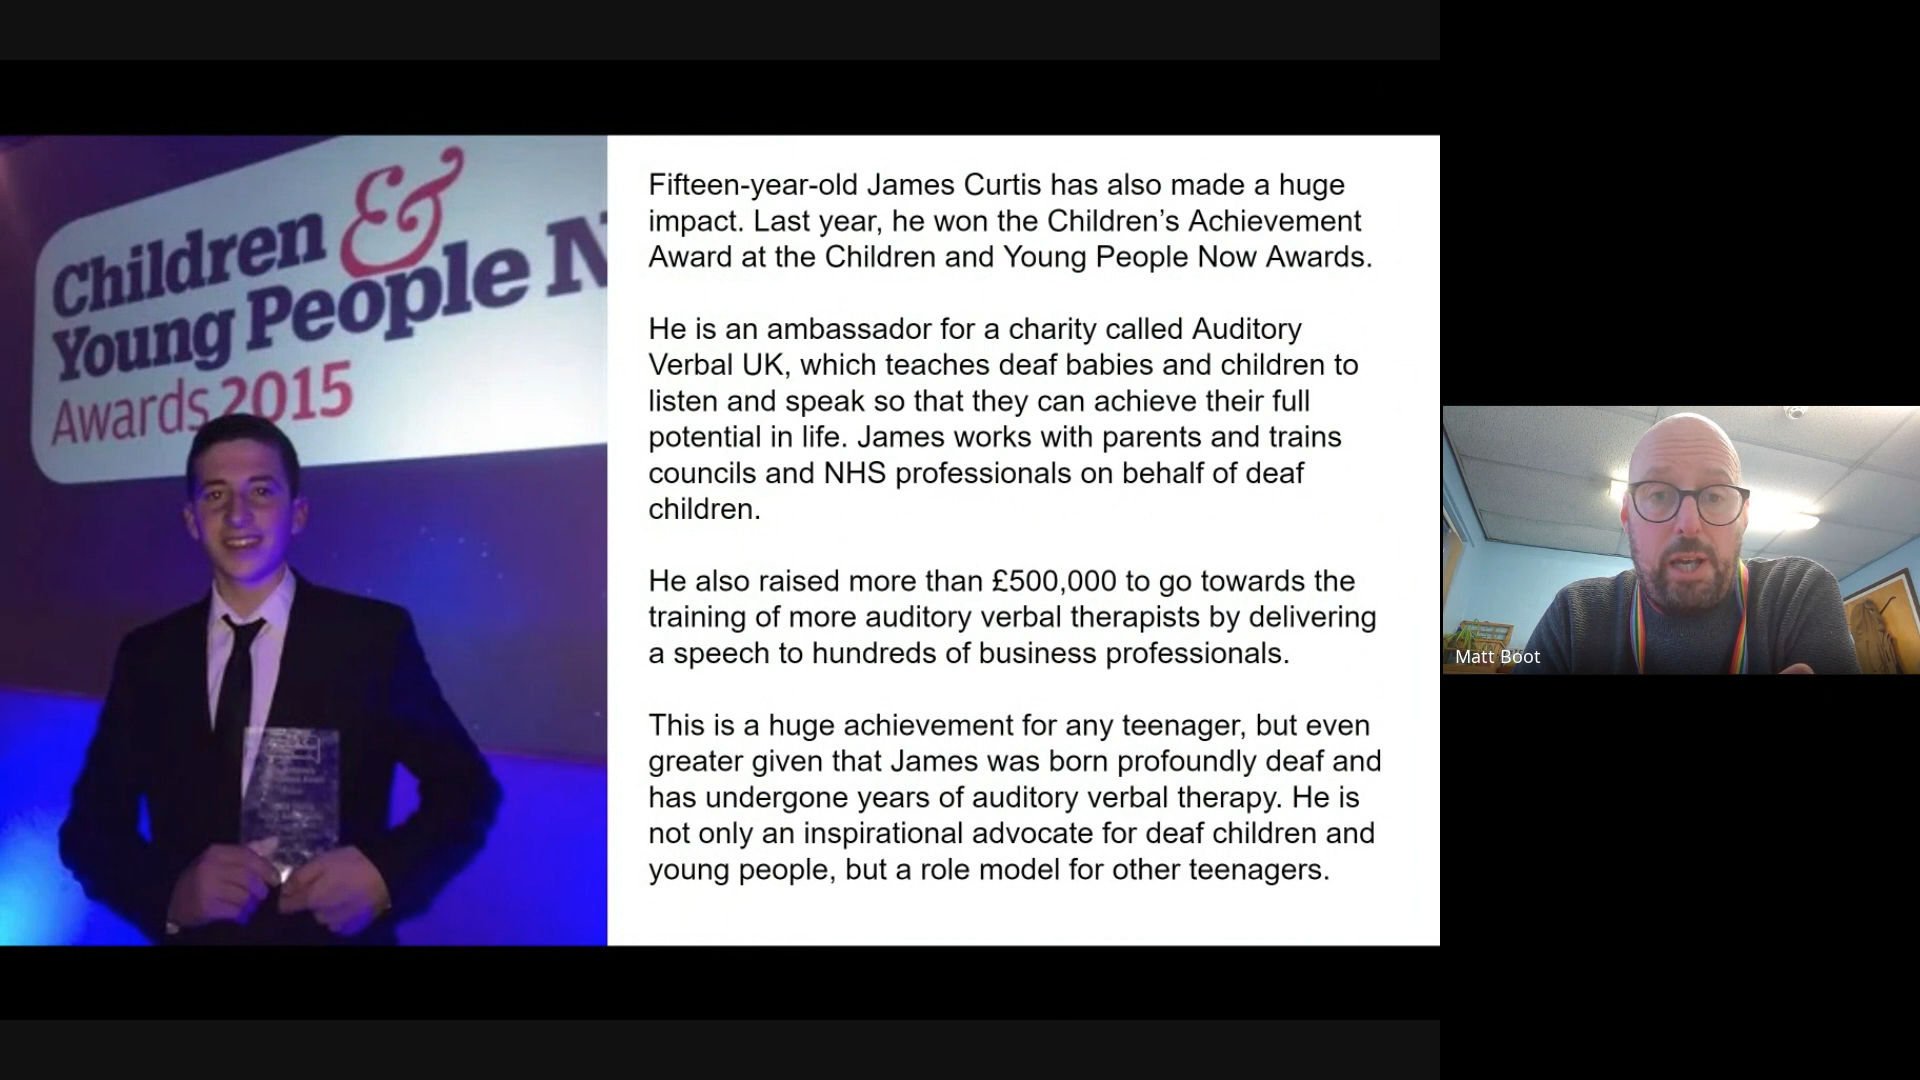 Children &
Young People N
Awards 2015
Fifteen-year-old James Curtis has also made a huge
impact. Last year, he won the Children’s Achievement
Award at the Children and Young People Now Awards.
He is an ambassador for a charity called Auditory
Verbal UK, which teaches deaf babies and children to
listen and speak so that they can achieve their full
potential in life. James works with parents and trains
councils and NHS professionals on behalf of deaf
children.
He also raised more than £500,000 to go towards the
training of more auditory verbal therapists by delivering
a speech to hundreds of business professionals.
This is a huge achievement for any teenager, but even
greater given that James was born profoundly deaf and
has undergone years of auditory verbal therapy. He is
not only an inspirational advocate for deaf children and
young people, but a role model for other teenagers.
Matt Boot